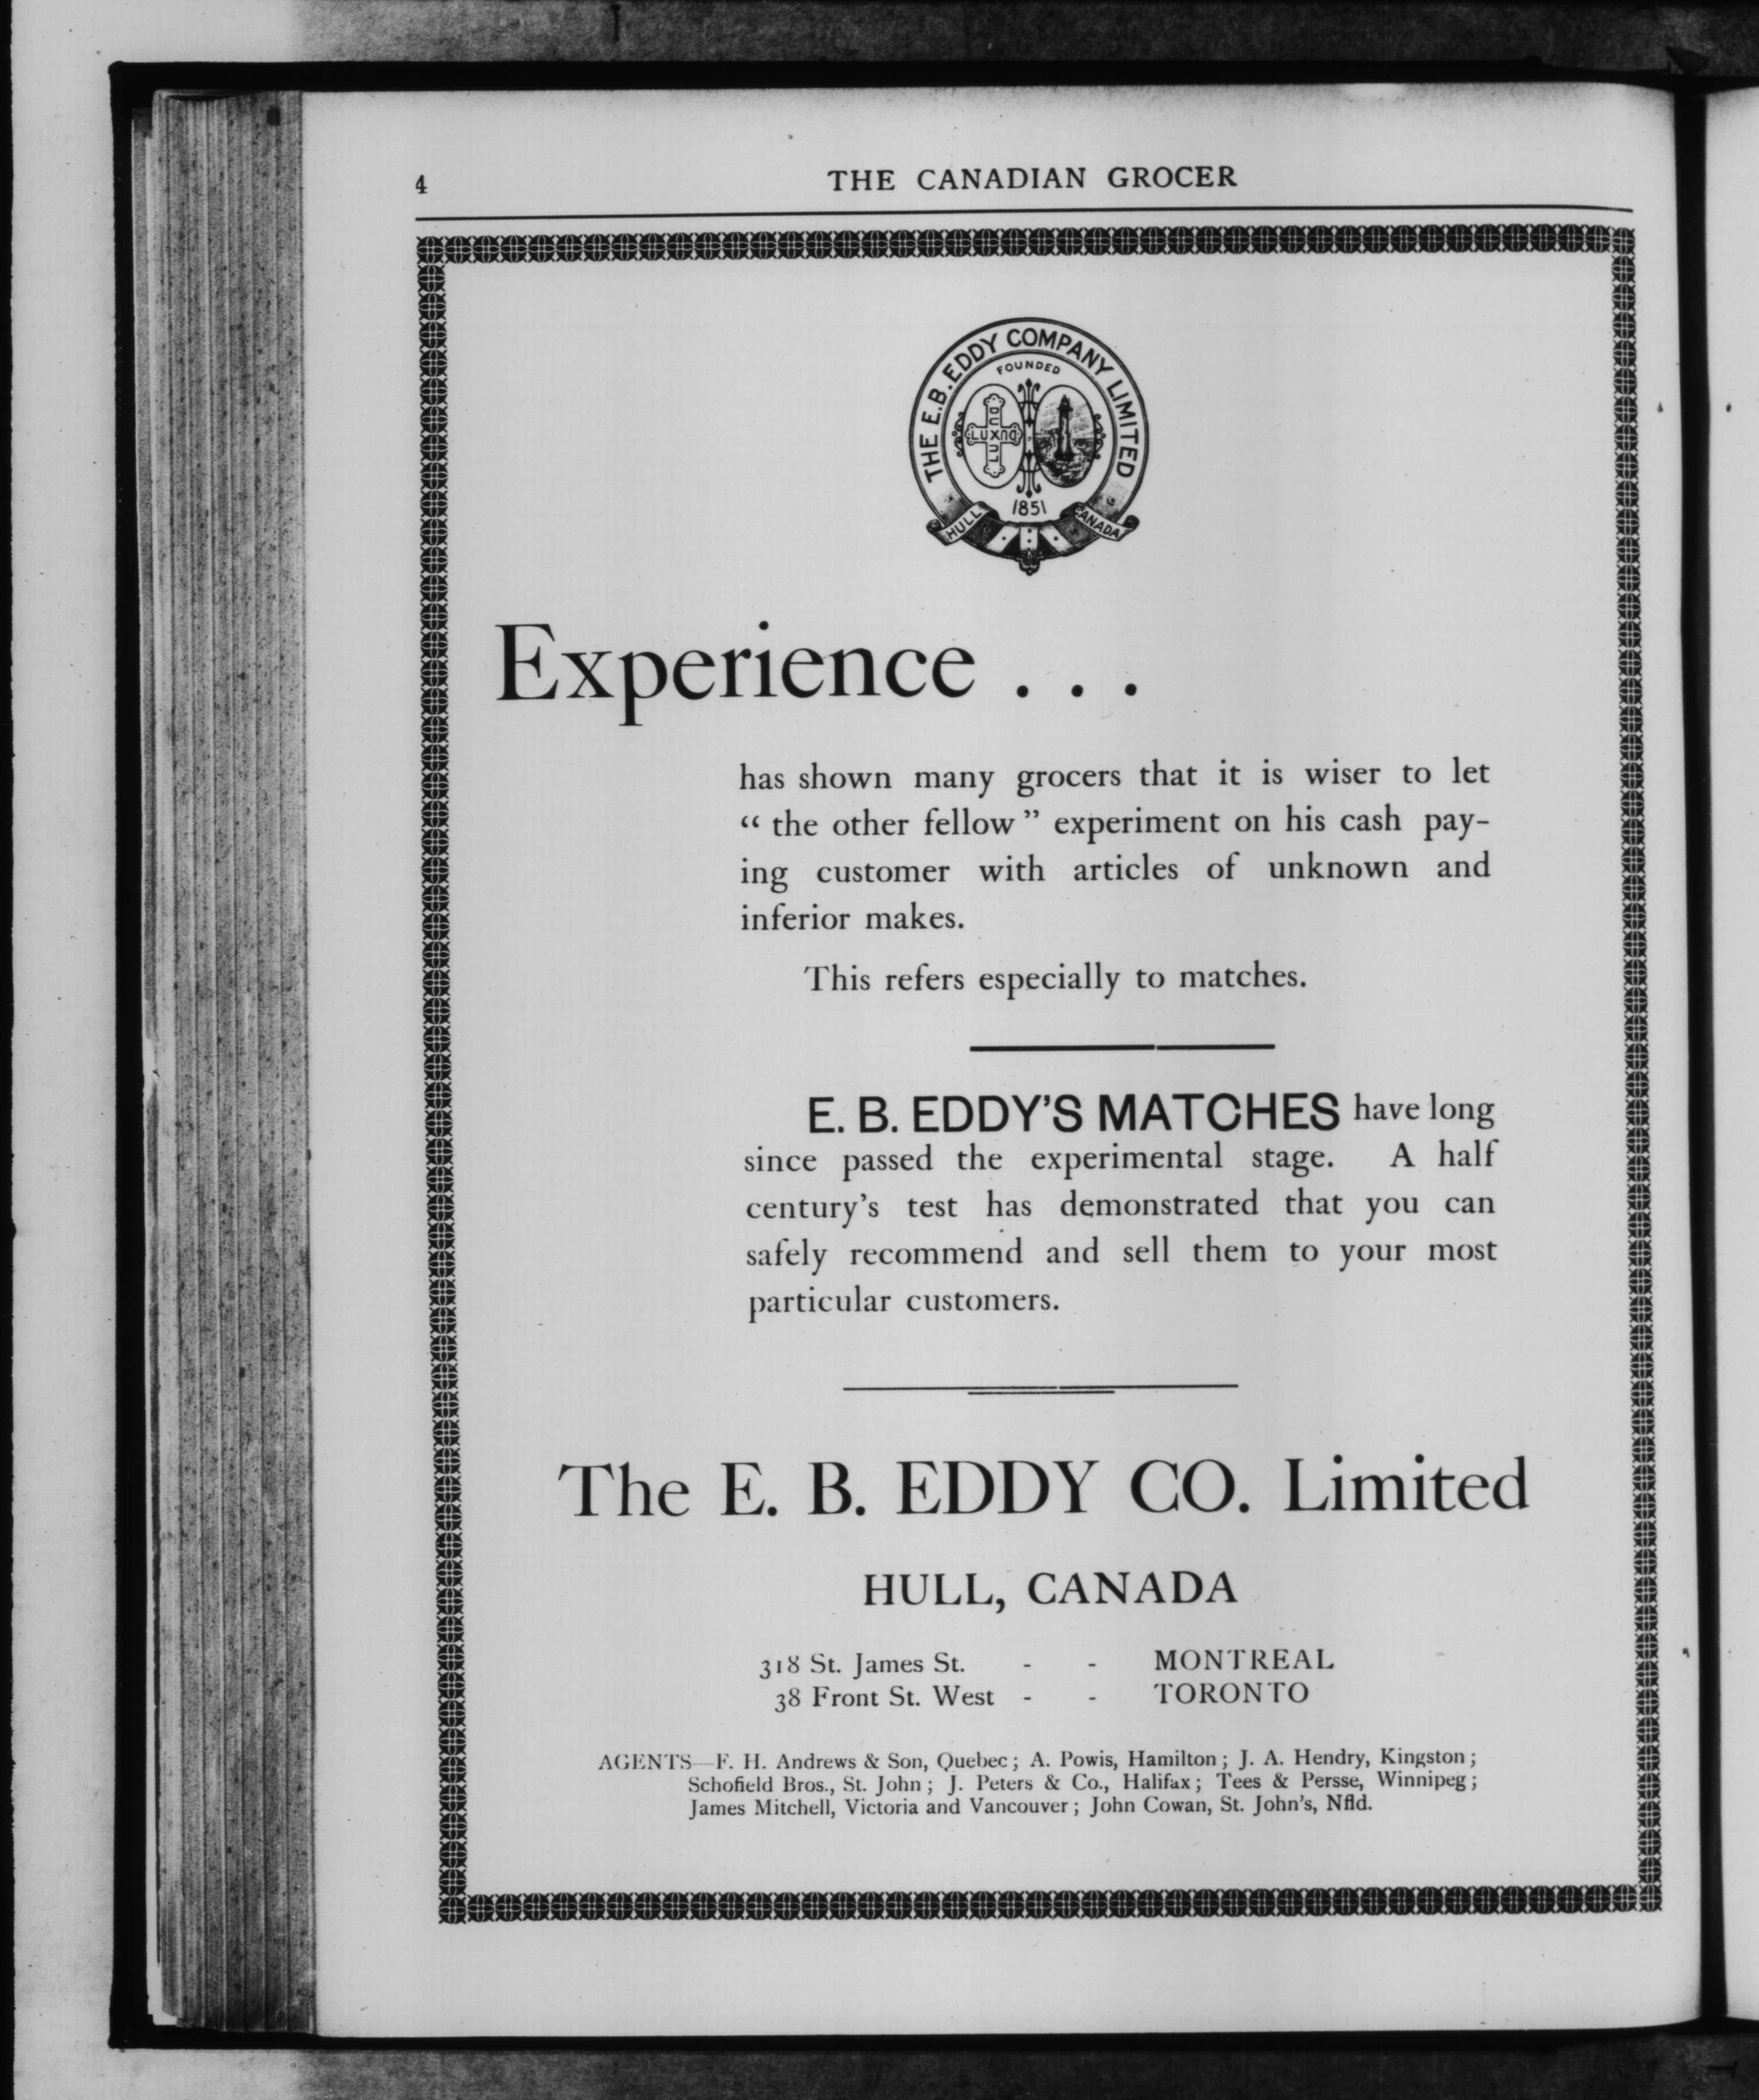 4
THE CANADIAN GROCER
THE E.B. EDDY COMPANY LIMITED
FOUNDED
1851
HULL
CANADA
Experience . . .
has shown many grocers that it is wiser to let
“ the other fellow ” experiment on his cash pay-
ing customer with articles of unknown and
inferior makes.
This refers especially to matches.
E. B. EDDY’S MATCHES have long
since passed the experimental stage. A half
century’s test has demonstrated that you can
safely recommend and sell them to your most
particular customers.
The E. B. EDDY CO. Limited
HULL, CANADA
318 St. James St. - - MONTREAL
38 Front St. West - - TORONTO
AGENTS—F. H. Andrews & Son, Quebec ; A. Powis, Hamilton ; J. A. Hendry, Kingston ;
Schofield Bros., St. John ; J. Peters & Co., Halifax ; Tees & Persse, Winnipeg ;
James Mitchell, Victoria and Vancouver ; John Cowan, St. John’s, Nfld.